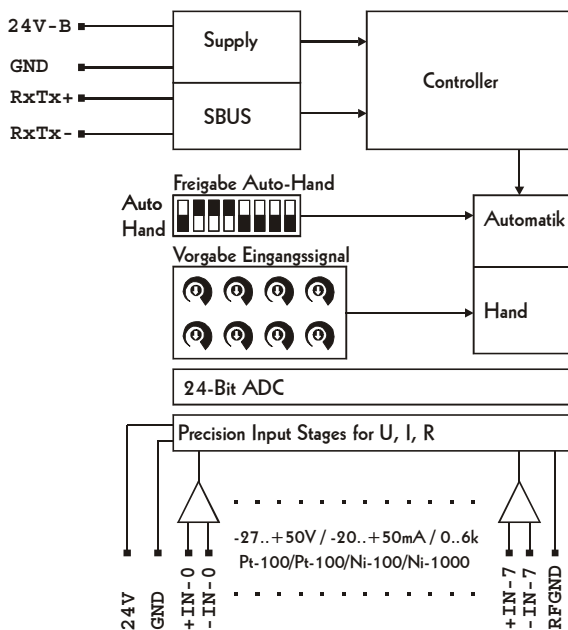 24V-B
Supply
GND
Controller
RxTx+
SBUS
RxTx-
Freigabe Auto-Hand
Auto
Hand
Automatik
Vorgabe Eingangssignal
Hand
24-Bit ADC
Precision Input Stages for U, I, R
-27..+50V / -20..+50mA / 0..6k
Pt-100/Pt-100/Ni-100/Ni-1000
24V
GND
+IN-0
-IN-0
+IN-7
-IN-7
RFGND